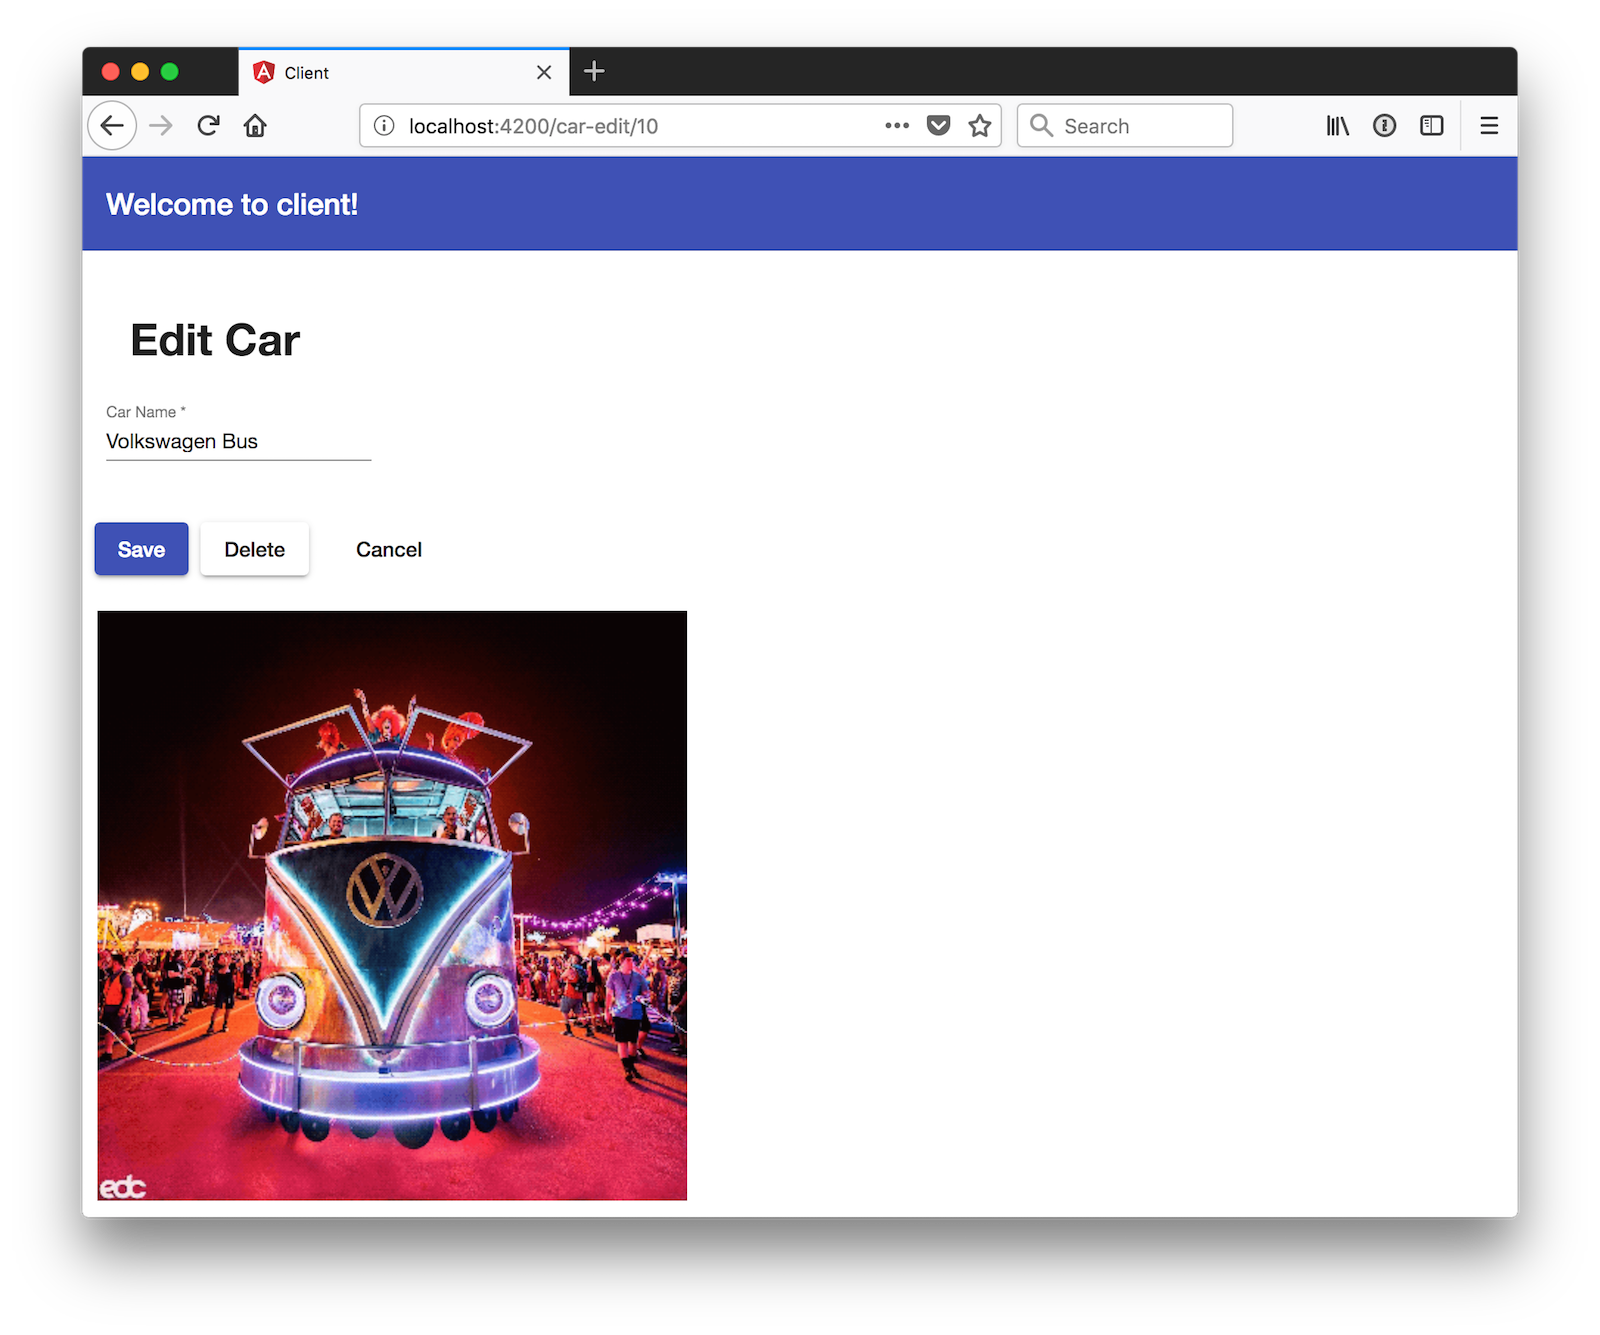 Client
localhost:4200/car-edit/10
Search
Welcome to client!
Edit Car
Car Name *
Volkswagen Bus
Save
Delete
Cancel
VW
edc